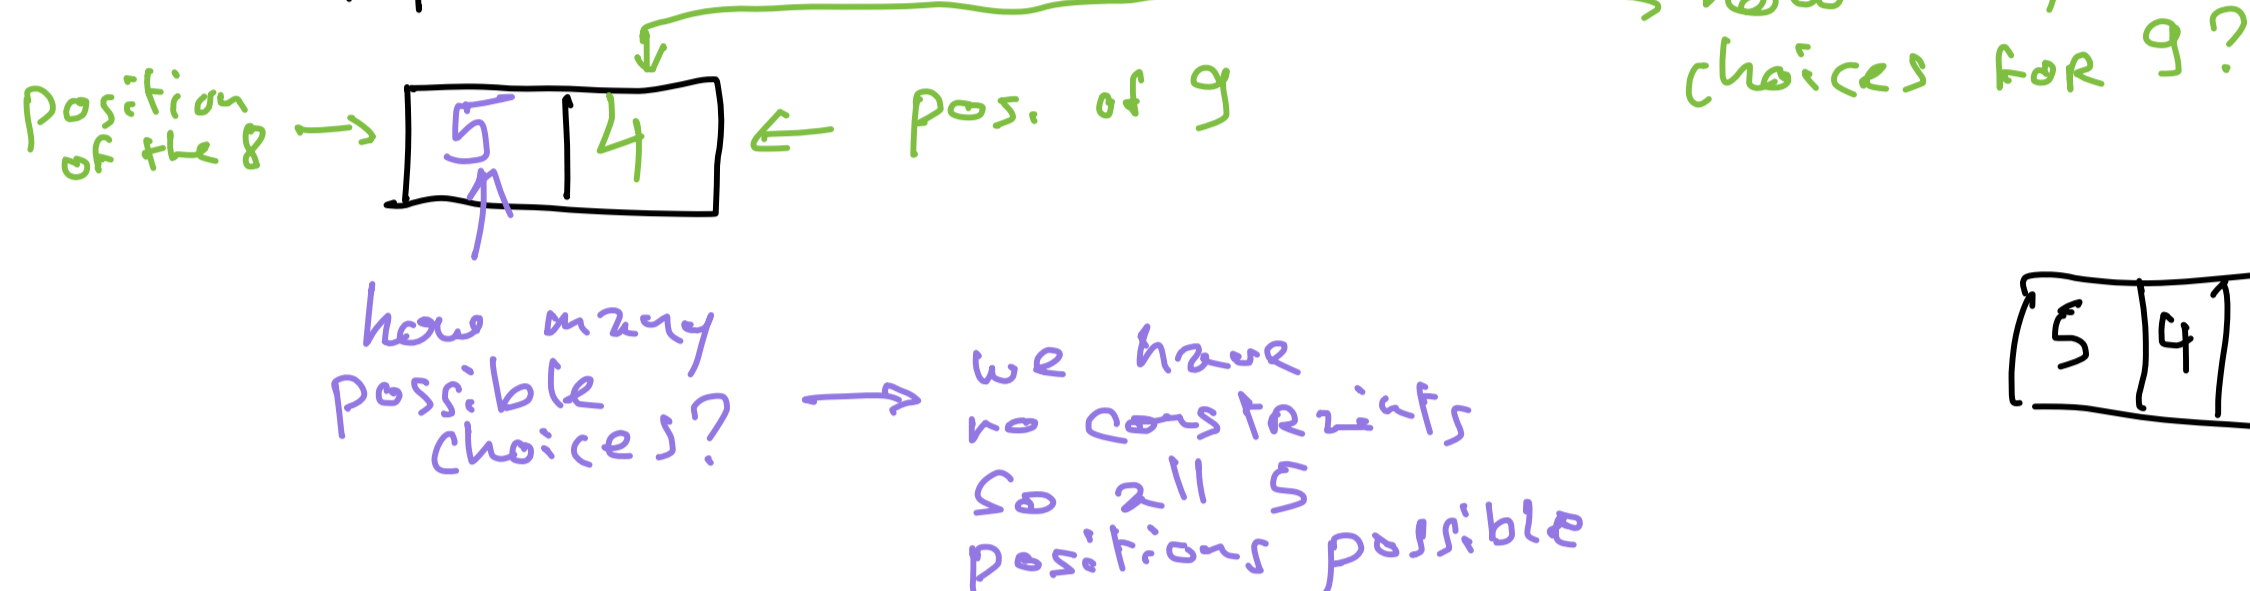 choices for 9?
position
of the 8
5 4
pos. of 9
how many
possible
choices?
we have
no constraints
so all 5
positions possible
5 4